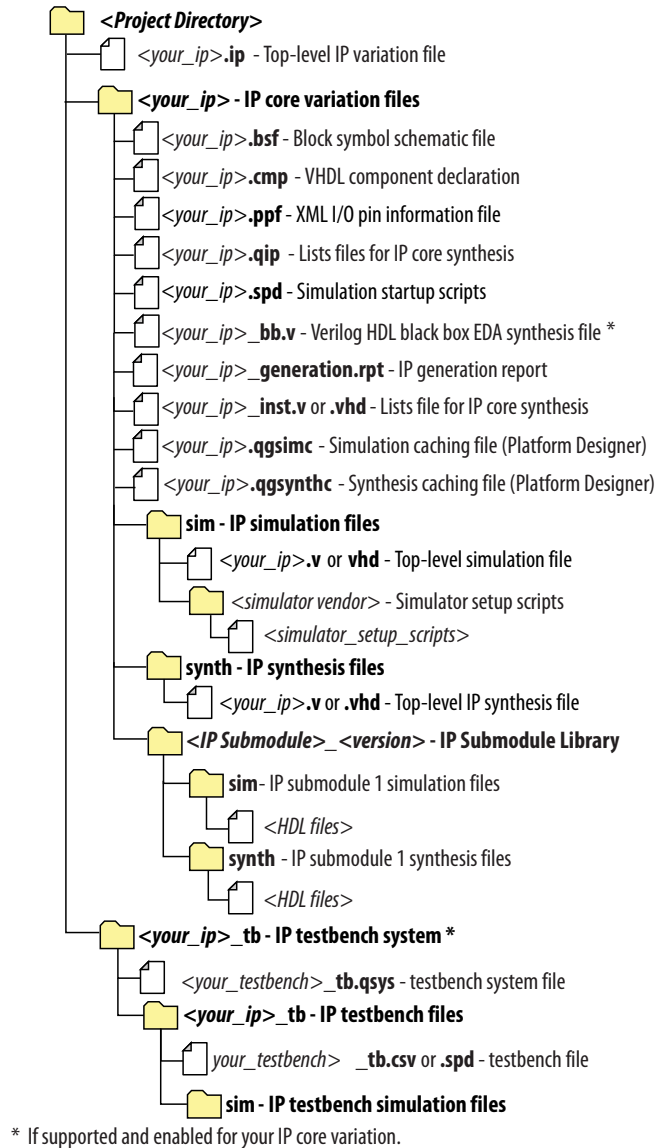 <Project Directory>
<your_ip>.ip - Top-level IP variation file
<your_ip> - IP core variation files
<your_ip>.bsf - Block symbol schematic file
<your_ip>.cmp - VHDL component declaration
<your_ip>.ppf - XML I/O pin information file
<your_ip>.qip - Lists files for IP core synthesis
<your_ip>.spd - Simulation startup scripts
<your_ip>_bb.v - Verilog HDL black box EDA synthesis file *
<your_ip>_generation.rpt - IP generation report
<your_ip>_inst.v or .vhd - Lists file for IP core synthesis
<your_ip>.qgsimc - Simulation caching file (Platform Designer)
<your_ip>.qgsynthc - Synthesis caching file (Platform Designer)
sim - IP simulation files
<your_ip>.v or vhd - Top-level simulation file
<simulator vendor> - Simulator setup scripts
<simulator_setup_scripts>
synth - IP synthesis files
<your_ip>.v or .vhd - Top-level IP synthesis file
<IP Submodule>_<version> - IP Submodule Library
sim- IP submodule 1 simulation files
<HDL files>
synth - IP submodule 1 synthesis files
<HDL files>
<your_ip>_tb - IP testbench system *
<your_testbench>_tb.qsys - testbench system file
<your_ip>_tb - IP testbench files
your_testbench> _tb.csv or .spd - testbench file
sim - IP testbench simulation files
* If supported and enabled for your IP core variation.